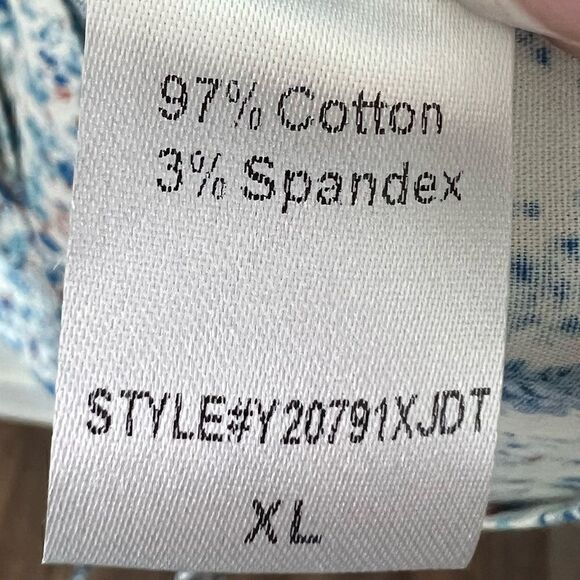 97% Cotton
3% Spandex
STYLE#Y20791XJDT
XL